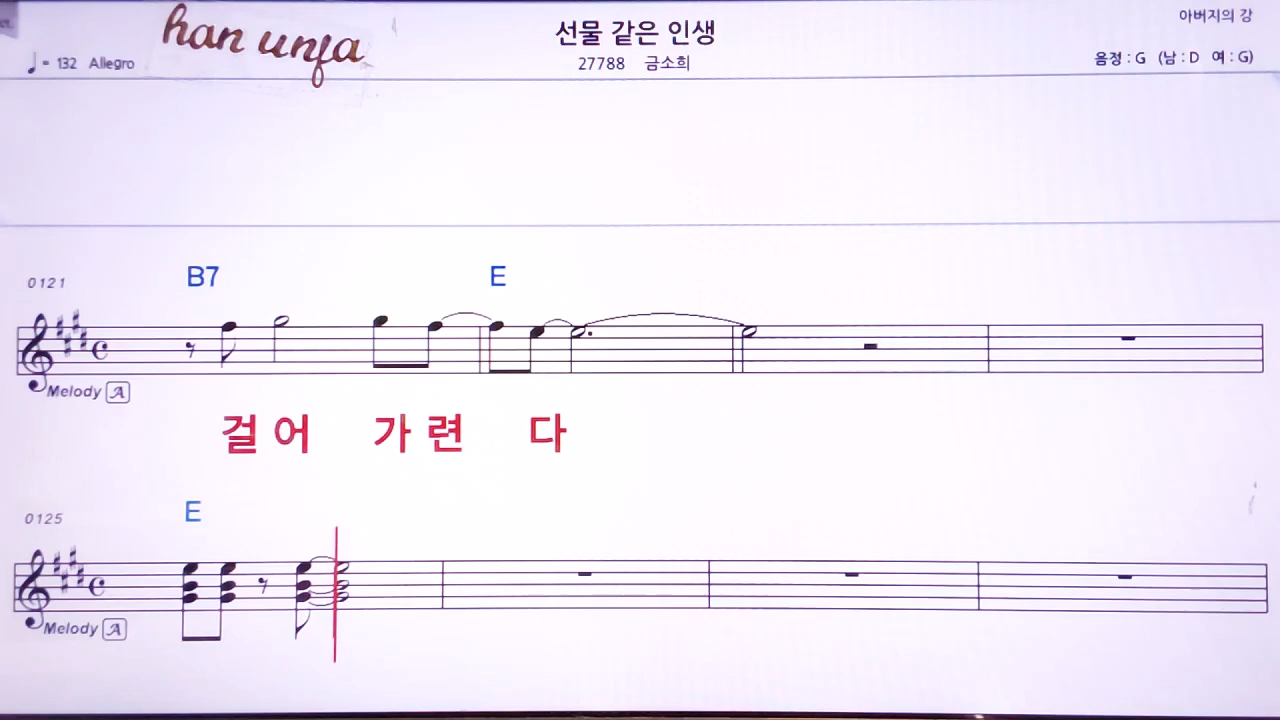 han unja
선물 같은 인생
아버지의 강
♩= 132 Allegro
27788 금소희
음정 : G (남 : D 여 : G)
B7 E
0121
Melody A
걸어 가련 다
E
0125
Melody A